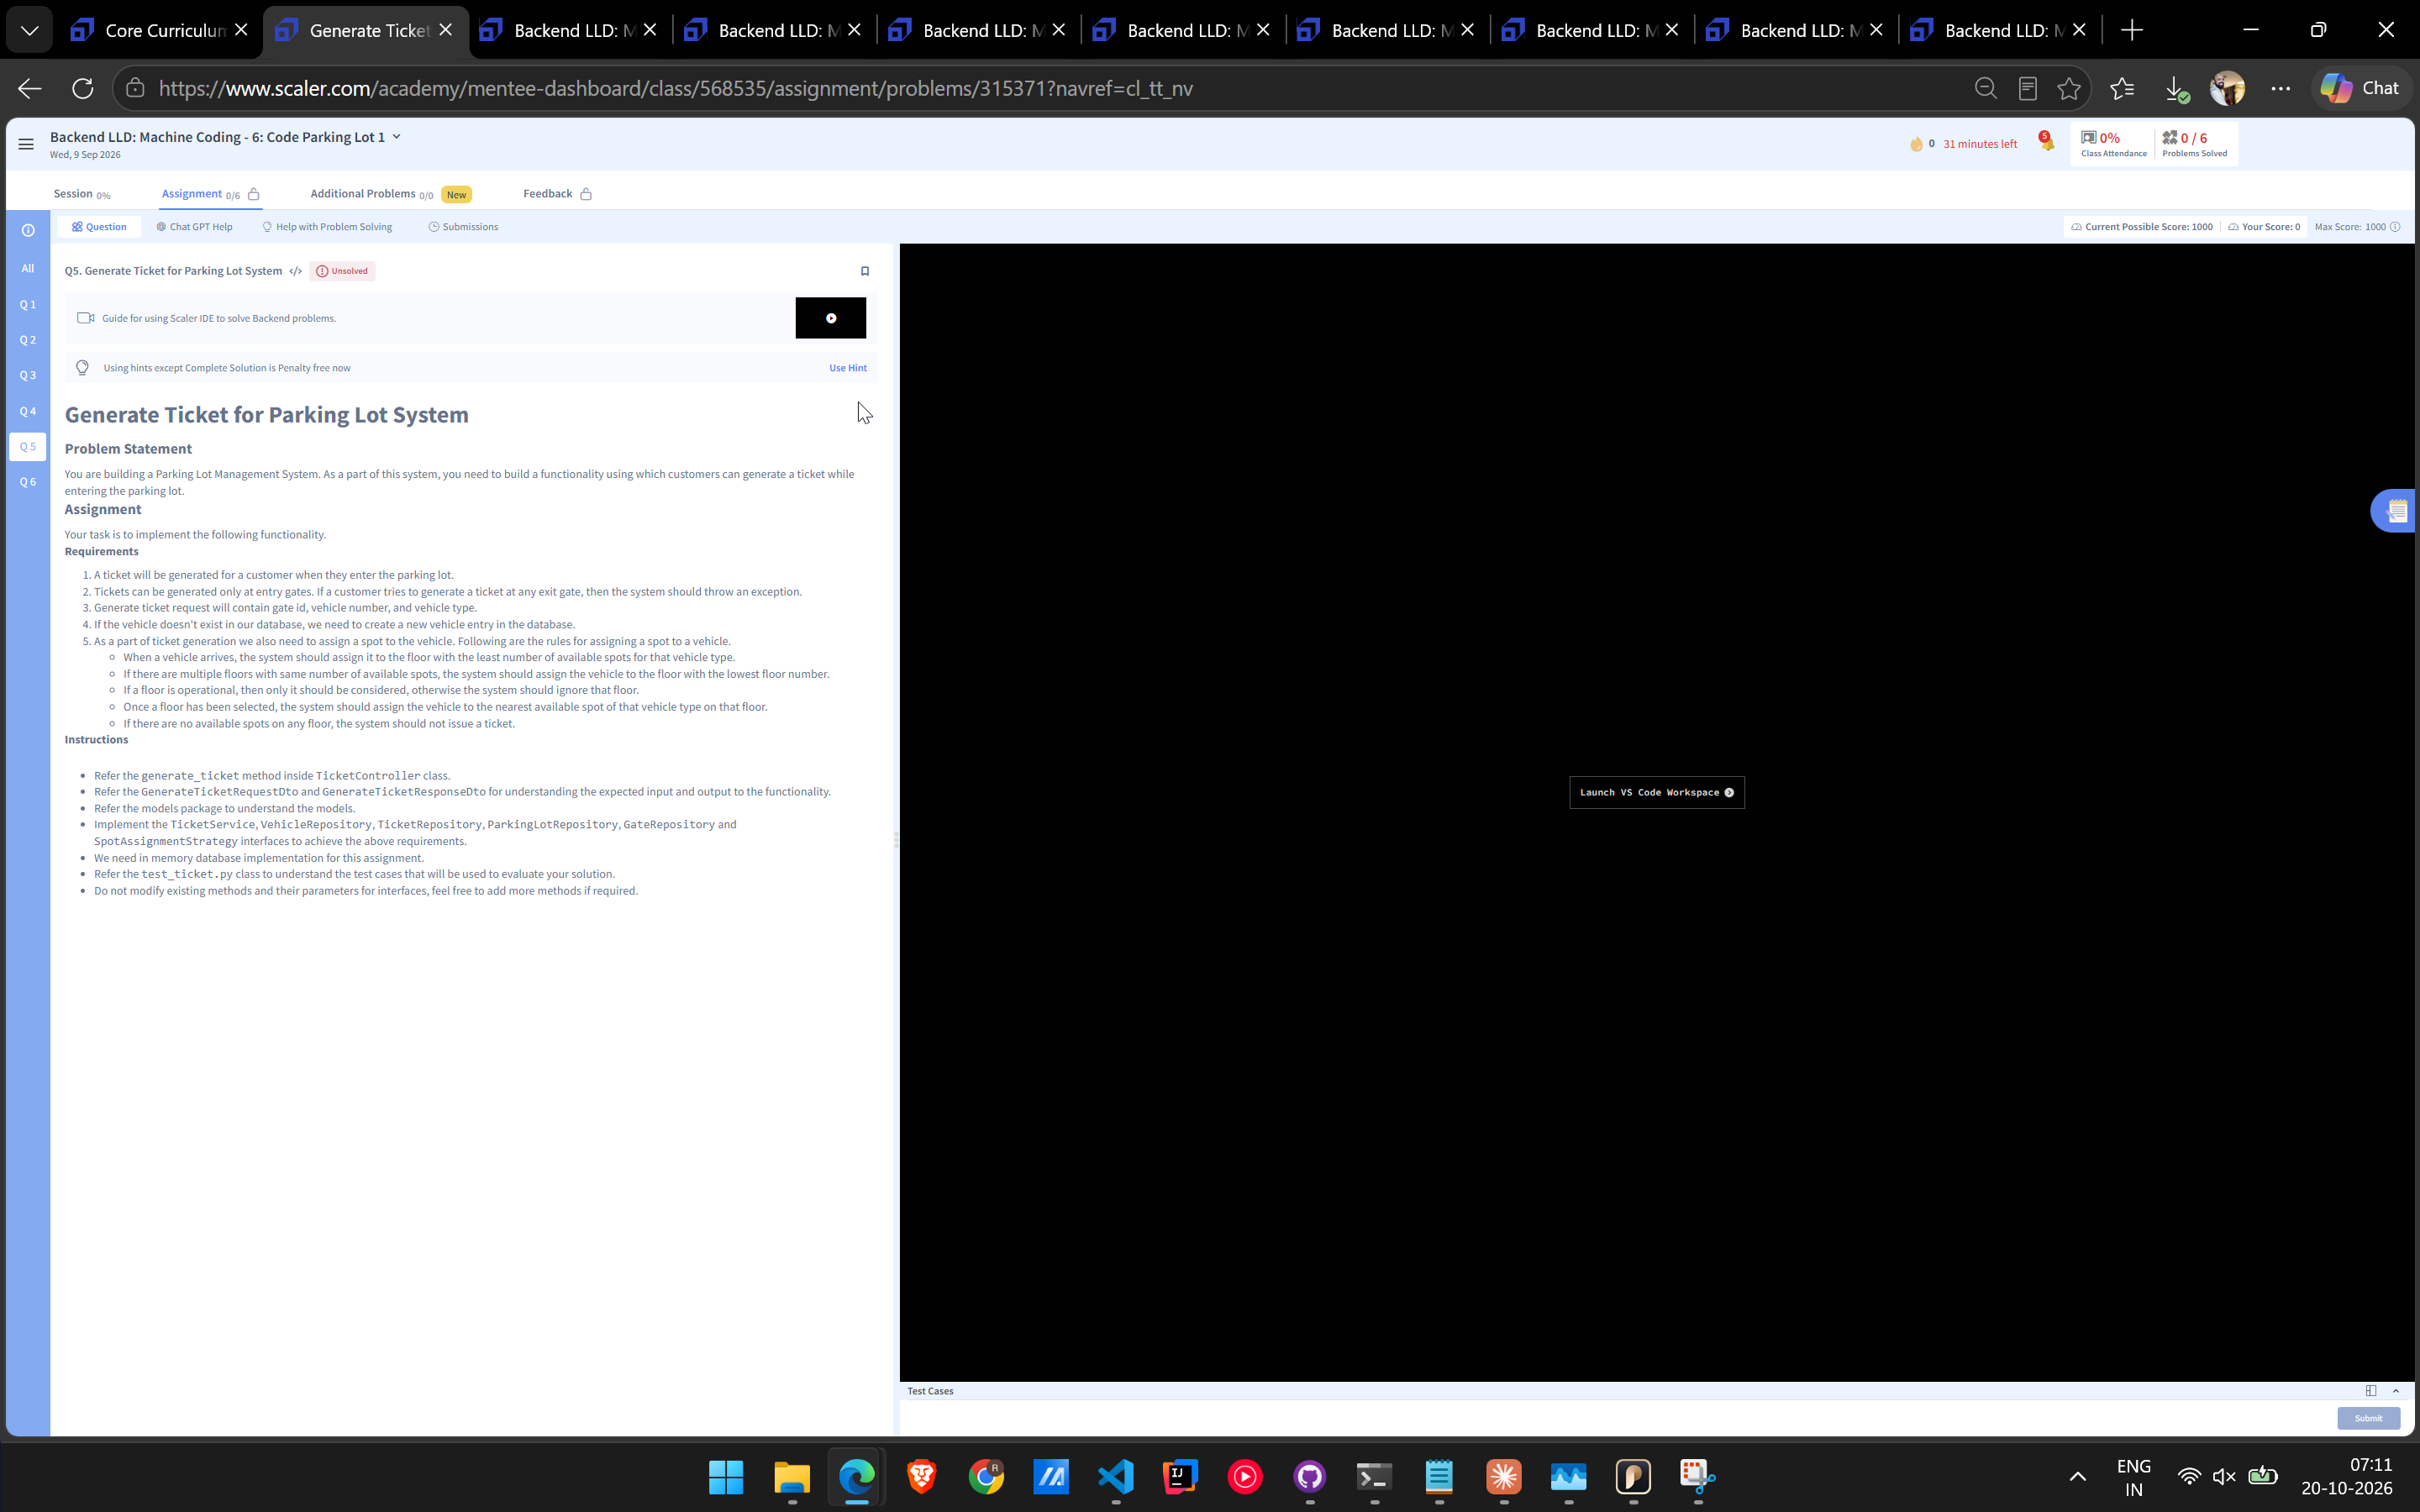 Core Curriculum
Generate Ticket
Backend LLD: M
Backend LLD: M
Backend LLD: M
Backend LLD: M
Backend LLD: M
Backend LLD: M
Backend LLD: M
Backend LLD: M
https://www.scaler.com/academy/mentee-dashboard/class/568535/assignment/problems/315371?navref=cl_tt_nv
Chat
Backend LLD: Machine Coding - 6: Code Parking Lot 1
Wed, 9 Sep 2026
0 31 minutes left
5
0%
Class Attendance
0 / 6
Problems Solved
Session 0%
Assignment 0/6
Additional Problems 0/0 New
Feedback
Question
Chat GPT Help
Help with Problem Solving
Submissions
Current Possible Score: 1000
Your Score: 0
Max Score: 1000
All
Q 1
Q 2
Q 3
Q 4
Q 5
Q 6
Q5. Generate Ticket for Parking Lot System </> Unsolved
Guide for using Scaler IDE to solve Backend problems.
Using hints except Complete Solution is Penalty free now
Use Hint
Generate Ticket for Parking Lot System
Problem Statement
You are building a Parking Lot Management System. As a part of this system, you need to build a functionality using which customers can generate a ticket while
entering the parking lot.
Assignment
Your task is to implement the following functionality.
Requirements
1. A ticket will be generated for a customer when they enter the parking lot.
2. Tickets can be generated only at entry gates. If a customer tries to generate a ticket at any exit gate, then the system should throw an exception.
3. Generate ticket request will contain gate id, vehicle number, and vehicle type.
4. If the vehicle doesn't exist in our database, we need to create a new vehicle entry in the database.
5. As a part of ticket generation we also need to assign a spot to the vehicle. Following are the rules for assigning a spot to a vehicle.
When a vehicle arrives, the system should assign it to the floor with the least number of available spots for that vehicle type.
If there are multiple floors with same number of available spots, the system should assign the vehicle to the floor with the lowest floor number.
If a floor is operational, then only it should be considered, otherwise the system should ignore that floor.
Once a floor has been selected, the system should assign the vehicle to the nearest available spot of that vehicle type on that floor.
If there are no available spots on any floor, the system should not issue a ticket.
Instructions
Refer the generate_ticket method inside TicketController class.
Refer the GenerateTicketRequestDto and GenerateTicketResponseDto for understanding the expected input and output to the functionality.
Refer the models package to understand the models.
Implement the TicketService, VehicleRepository, TicketRepository, ParkingLotRepository, GateRepository and
SpotAssignmentStrategy interfaces to achieve the above requirements.
We need in memory database implementation for this assignment.
Refer the test_ticket.py class to understand the test cases that will be used to evaluate your solution.
Do not modify existing methods and their parameters for interfaces, feel free to add more methods if required.
Launch VS Code Workspace
Test Cases
Submit
R
IJ
ENG
IN
07:11
20-10-2026